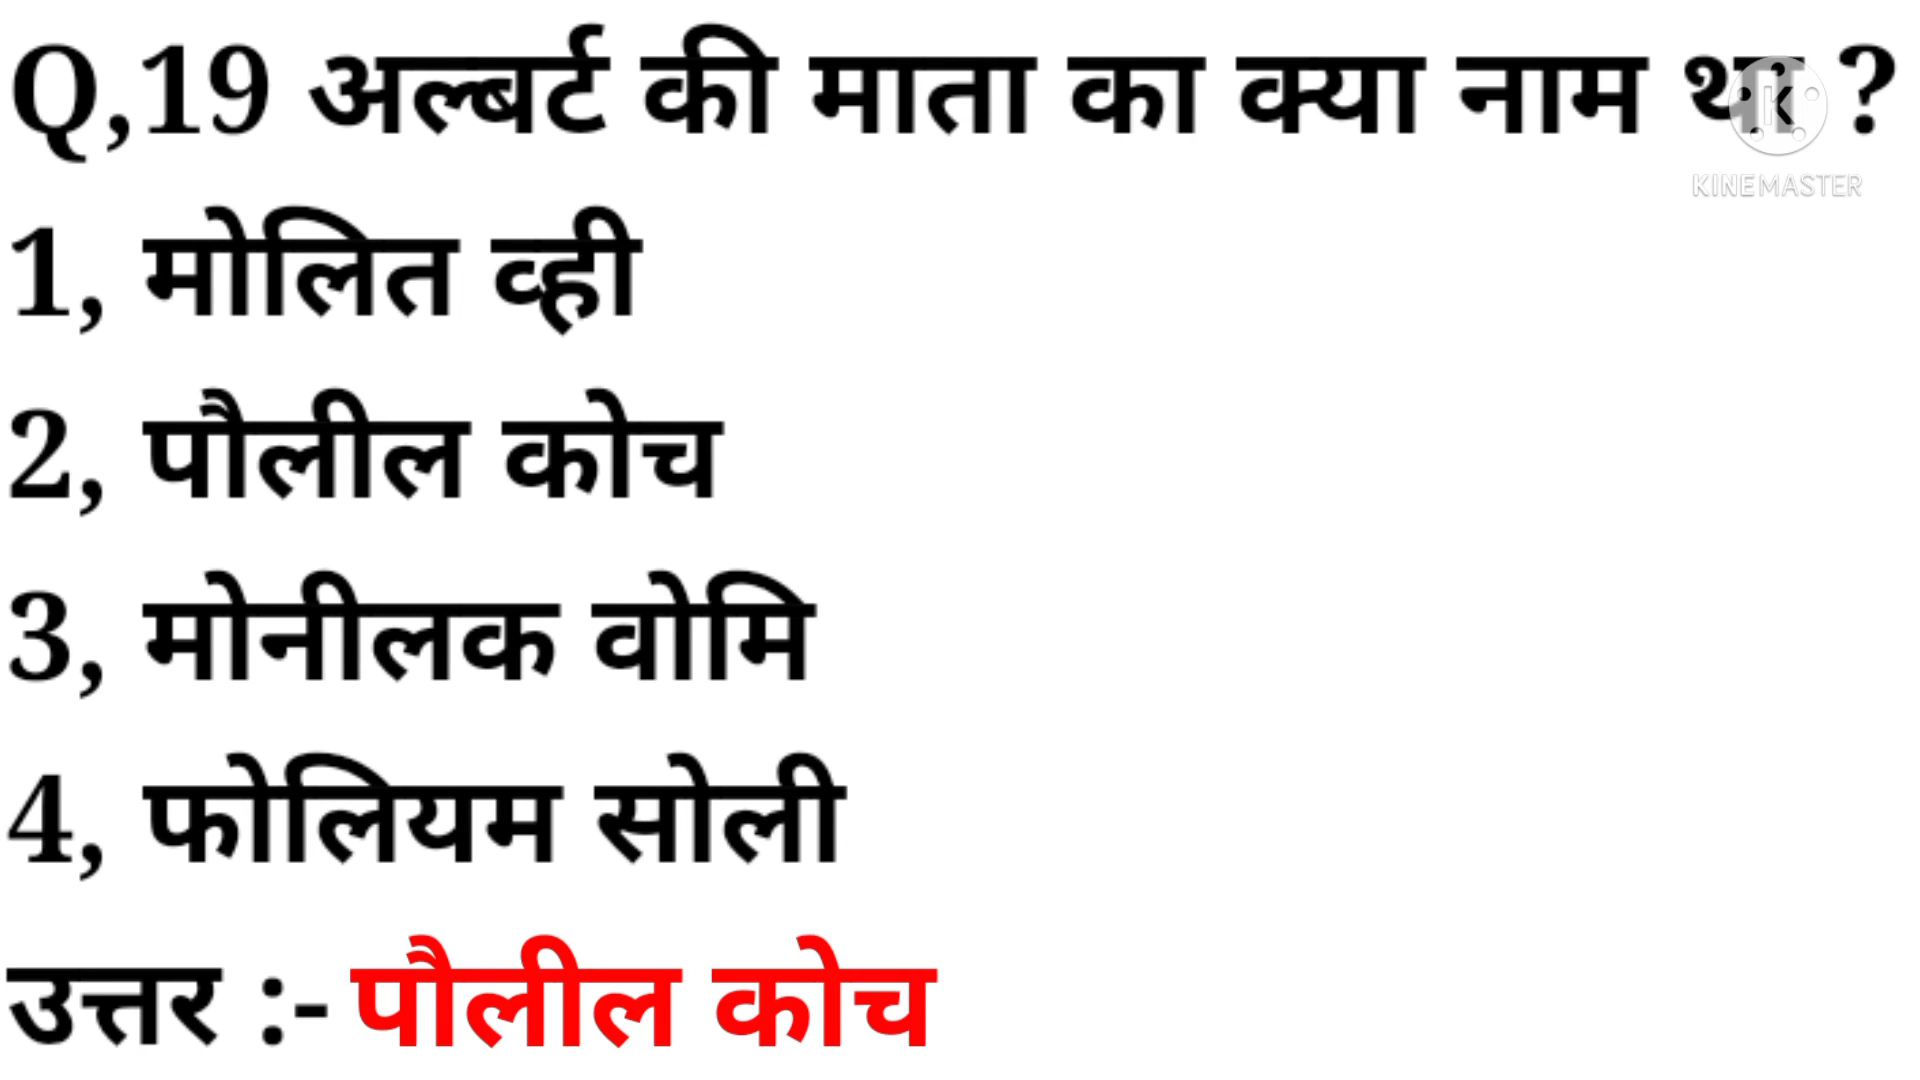 Q,19 अल्बर्ट की माता का क्या नाम था ?
KINEMASTER
1, मोलित व्ही
2, पौलील कोच
3, मोनीलक वोमि
4, फोलियम सोली
उत्तर :- पौलील कोच